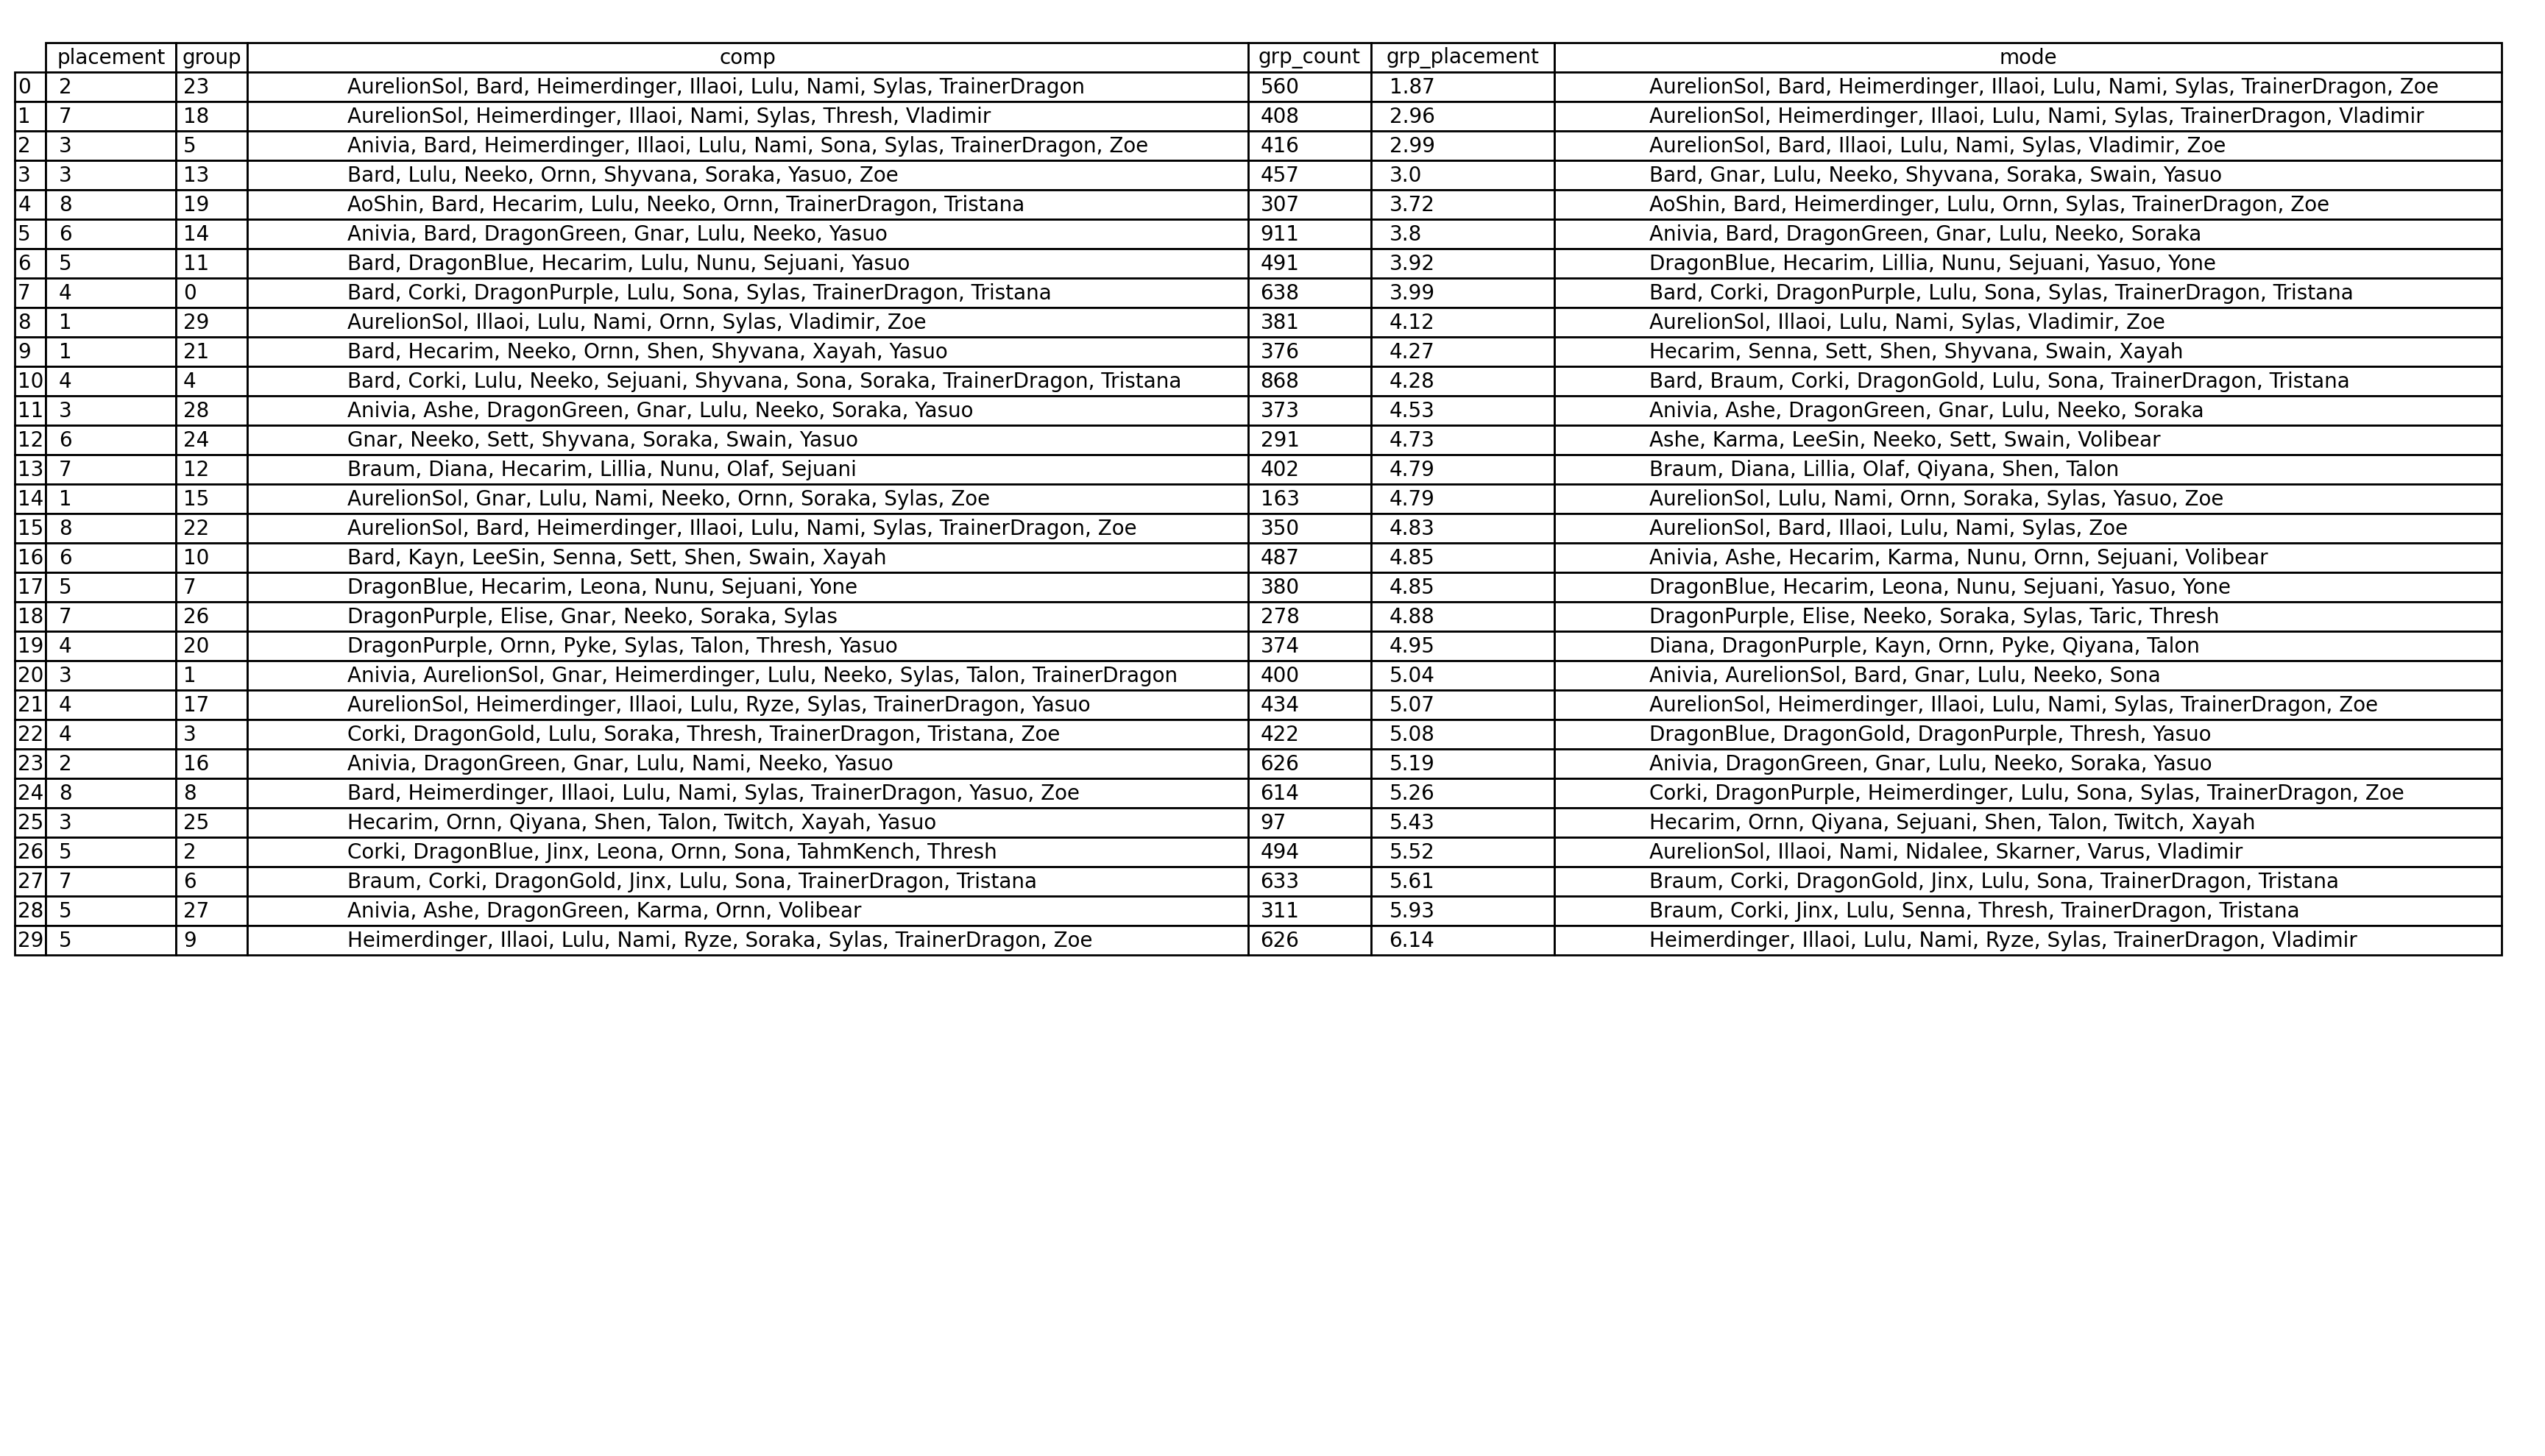 placement group comp grp_count grp_placement mode
0 2 23 AurelionSol, Bard, Heimerdinger, Illaoi, Lulu, Nami, Sylas, TrainerDragon 560 1.87 AurelionSol, Bard, Heimerdinger, Illaoi, Lulu, Nami, Sylas, TrainerDragon, Zoe
1 7 18 AurelionSol, Heimerdinger, Illaoi, Nami, Sylas, Thresh, Vladimir 408 2.96 AurelionSol, Heimerdinger, Illaoi, Lulu, Nami, Sylas, TrainerDragon, Vladimir
2 3 5 Anivia, Bard, Heimerdinger, Illaoi, Lulu, Nami, Sona, Sylas, TrainerDragon, Zoe 416 2.99 AurelionSol, Bard, Illaoi, Lulu, Nami, Sylas, Vladimir, Zoe
3 3 13 Bard, Lulu, Neeko, Ornn, Shyvana, Soraka, Yasuo, Zoe 457 3.0 Bard, Gnar, Lulu, Neeko, Shyvana, Soraka, Swain, Yasuo
4 8 19 AoShin, Bard, Hecarim, Lulu, Neeko, Ornn, TrainerDragon, Tristana 307 3.72 AoShin, Bard, Heimerdinger, Lulu, Ornn, Sylas, TrainerDragon, Zoe
5 6 14 Anivia, Bard, DragonGreen, Gnar, Lulu, Neeko, Yasuo 911 3.8 Anivia, Bard, DragonGreen, Gnar, Lulu, Neeko, Soraka
6 5 11 Bard, DragonBlue, Hecarim, Lulu, Nunu, Sejuani, Yasuo 491 3.92 DragonBlue, Hecarim, Lillia, Nunu, Sejuani, Yasuo, Yone
7 4 0 Bard, Corki, DragonPurple, Lulu, Sona, Sylas, TrainerDragon, Tristana 638 3.99 Bard, Corki, DragonPurple, Lulu, Sona, Sylas, TrainerDragon, Tristana
8 1 29 AurelionSol, Illaoi, Lulu, Nami, Ornn, Sylas, Vladimir, Zoe 381 4.12 AurelionSol, Illaoi, Lulu, Nami, Sylas, Vladimir, Zoe
9 1 21 Bard, Hecarim, Neeko, Ornn, Shen, Shyvana, Xayah, Yasuo 376 4.27 Hecarim, Senna, Sett, Shen, Shyvana, Swain, Xayah
10 4 4 Bard, Corki, Lulu, Neeko, Sejuani, Shyvana, Sona, Soraka, TrainerDragon, Tristana 868 4.28 Bard, Braum, Corki, DragonGold, Lulu, Sona, TrainerDragon, Tristana
11 3 28 Anivia, Ashe, DragonGreen, Gnar, Lulu, Neeko, Soraka, Yasuo 373 4.53 Anivia, Ashe, DragonGreen, Gnar, Lulu, Neeko, Soraka
12 6 24 Gnar, Neeko, Sett, Shyvana, Soraka, Swain, Yasuo 291 4.73 Ashe, Karma, LeeSin, Neeko, Sett, Swain, Volibear
13 7 12 Braum, Diana, Hecarim, Lillia, Nunu, Olaf, Sejuani 402 4.79 Braum, Diana, Lillia, Olaf, Qiyana, Shen, Talon
14 1 15 AurelionSol, Gnar, Lulu, Nami, Neeko, Ornn, Soraka, Sylas, Zoe 163 4.79 AurelionSol, Lulu, Nami, Ornn, Soraka, Sylas, Yasuo, Zoe
15 8 22 AurelionSol, Bard, Heimerdinger, Illaoi, Lulu, Nami, Sylas, TrainerDragon, Zoe 350 4.83 AurelionSol, Bard, Illaoi, Lulu, Nami, Sylas, Zoe
16 6 10 Bard, Kayn, LeeSin, Senna, Sett, Shen, Swain, Xayah 487 4.85 Anivia, Ashe, Hecarim, Karma, Nunu, Ornn, Sejuani, Volibear
17 5 7 DragonBlue, Hecarim, Leona, Nunu, Sejuani, Yone 380 4.85 DragonBlue, Hecarim, Leona, Nunu, Sejuani, Yasuo, Yone
18 7 26 DragonPurple, Elise, Gnar, Neeko, Soraka, Sylas 278 4.88 DragonPurple, Elise, Neeko, Soraka, Sylas, Taric, Thresh
19 4 20 DragonPurple, Ornn, Pyke, Sylas, Talon, Thresh, Yasuo 374 4.95 Diana, DragonPurple, Kayn, Ornn, Pyke, Qiyana, Talon
20 3 1 Anivia, AurelionSol, Gnar, Heimerdinger, Lulu, Neeko, Sylas, Talon, TrainerDragon 400 5.04 Anivia, AurelionSol, Bard, Gnar, Lulu, Neeko, Sona
21 4 17 AurelionSol, Heimerdinger, Illaoi, Lulu, Ryze, Sylas, TrainerDragon, Yasuo 434 5.07 AurelionSol, Heimerdinger, Illaoi, Lulu, Nami, Sylas, TrainerDragon, Zoe
22 4 3 Corki, DragonGold, Lulu, Soraka, Thresh, TrainerDragon, Tristana, Zoe 422 5.08 DragonBlue, DragonGold, DragonPurple, Thresh, Yasuo
23 2 16 Anivia, DragonGreen, Gnar, Lulu, Nami, Neeko, Yasuo 626 5.19 Anivia, DragonGreen, Gnar, Lulu, Neeko, Soraka, Yasuo
24 8 8 Bard, Heimerdinger, Illaoi, Lulu, Nami, Sylas, TrainerDragon, Yasuo, Zoe 614 5.26 Corki, DragonPurple, Heimerdinger, Lulu, Sona, Sylas, TrainerDragon, Zoe
25 3 25 Hecarim, Ornn, Qiyana, Shen, Talon, Twitch, Xayah, Yasuo 97 5.43 Hecarim, Ornn, Qiyana, Sejuani, Shen, Talon, Twitch, Xayah
26 5 2 Corki, DragonBlue, Jinx, Leona, Ornn, Sona, TahmKench, Thresh 494 5.52 AurelionSol, Illaoi, Nami, Nidalee, Skarner, Varus, Vladimir
27 7 6 Braum, Corki, DragonGold, Jinx, Lulu, Sona, TrainerDragon, Tristana 633 5.61 Braum, Corki, DragonGold, Jinx, Lulu, Sona, TrainerDragon, Tristana
28 5 27 Anivia, Ashe, DragonGreen, Karma, Ornn, Volibear 311 5.93 Braum, Corki, Jinx, Lulu, Senna, Thresh, TrainerDragon, Tristana
29 5 9 Heimerdinger, Illaoi, Lulu, Nami, Ryze, Soraka, Sylas, TrainerDragon, Zoe 626 6.14 Heimerdinger, Illaoi, Lulu, Nami, Ryze, Sylas, TrainerDragon, Vladimir